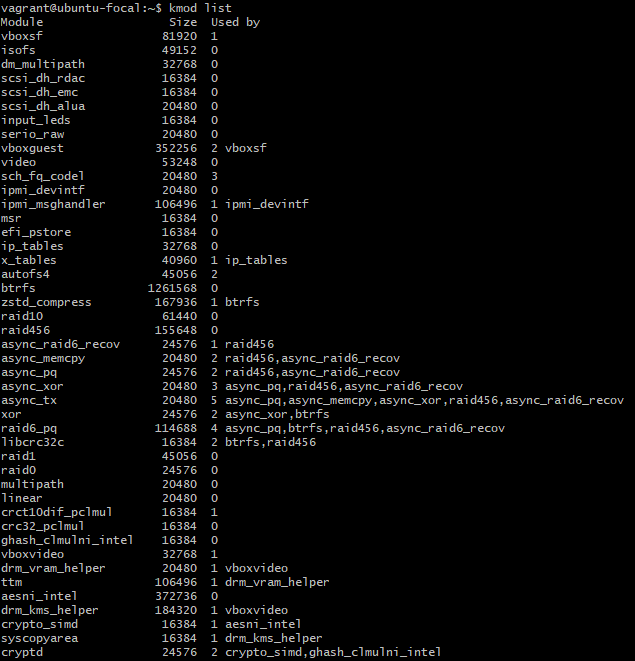 vagrant@ubuntu-focal:~$ kmod list
Module                  Size  Used by
vboxsf                 81920  1
isofs                  49152  0
dm_multipath           32768  0
scsi_dh_rdac           16384  0
scsi_dh_emc            16384  0
scsi_dh_alua           20480  0
input_leds             16384  0
serio_raw              20480  0
vboxguest             352256  2 vboxsf
video                  53248  0
sch_fq_codel           20480  3
ipmi_devintf           20480  0
ipmi_msghandler       106496  1 ipmi_devintf
msr                    16384  0
efi_pstore             16384  0
ip_tables              32768  0
x_tables               40960  1 ip_tables
autofs4                45056  2
btrfs                1261568  0
zstd_compress         167936  1 btrfs
raid10                 61440  0
raid456               155648  0
async_raid6_recov      24576  1 raid456
async_memcpy           20480  2 raid456,async_raid6_recov
async_pq               24576  2 raid456,async_raid6_recov
async_xor              20480  3 async_pq,raid456,async_raid6_recov
async_tx               20480  5 async_pq,async_memcpy,async_xor,raid456,async_raid6_recov
xor                    24576  2 async_xor,btrfs
raid6_pq              114688  4 async_pq,btrfs,raid456,async_raid6_recov
libcrc32c              16384  2 btrfs,raid456
raid1                  45056  0
raid0                  24576  0
multipath              20480  0
linear                 20480  0
crct10dif_pclmul       16384  1
crc32_pclmul           16384  0
ghash_clmulni_intel    16384  0
vboxvideo              32768  1
drm_vram_helper        20480  1 vboxvideo
ttm                   106496  1 drm_vram_helper
aesni_intel           372736  0
drm_kms_helper        184320  1 vboxvideo
crypto_simd            16384  1 aesni_intel
syscopyarea            16384  1 drm_kms_helper
cryptd                 24576  2 crypto_simd,ghash_clmulni_intel